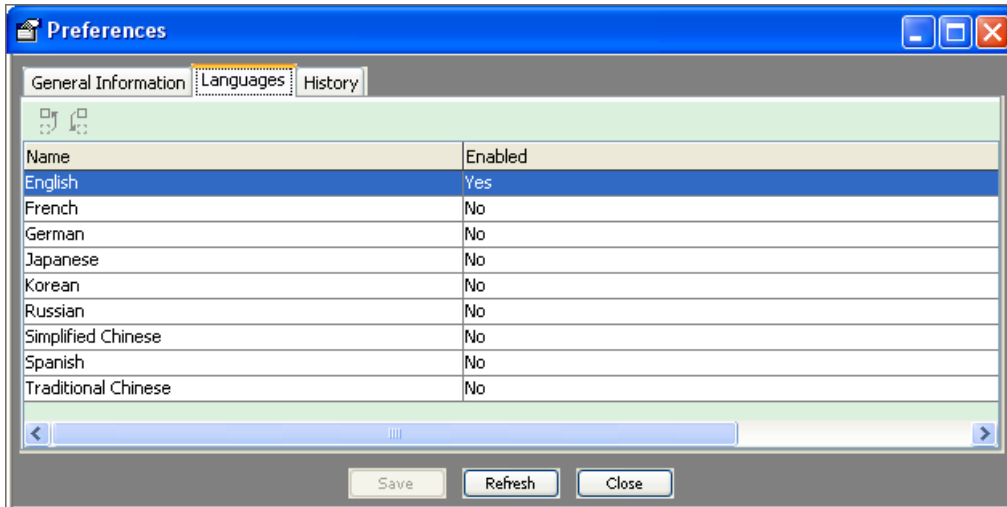 Preferences
General Information Languages History
Name Enabled
English Yes
French No
German No
Japanese No
Korean No
Russian No
Simplified Chinese No
Spanish No
Traditional Chinese No
Save Refresh Close